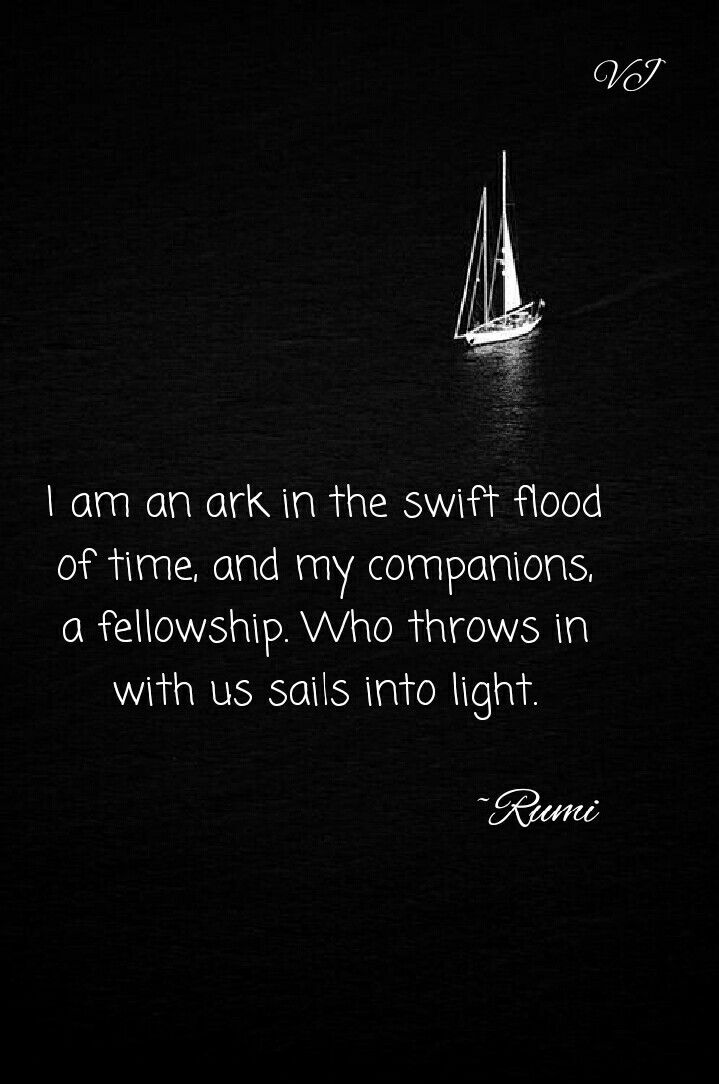 VJ
I am an ark in the swift flood
of time, and my companions,
a fellowship. Who throws in
with us sails into light.
~Rumi